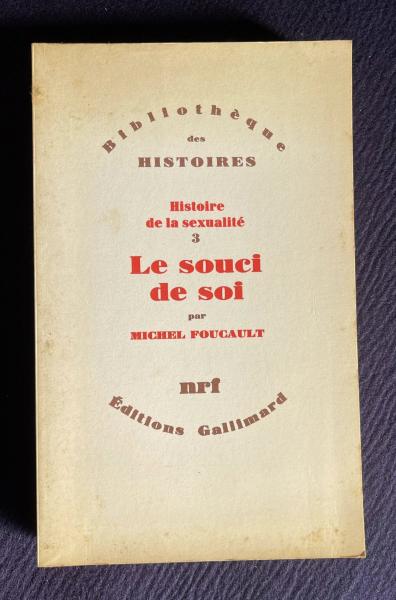 Bibliothèque
des
HISTOIRES
Histoire
de la sexualité
3
Le souci
de soi
par
MICHEL FOUCAULT
nrf
Éditions Gallimard